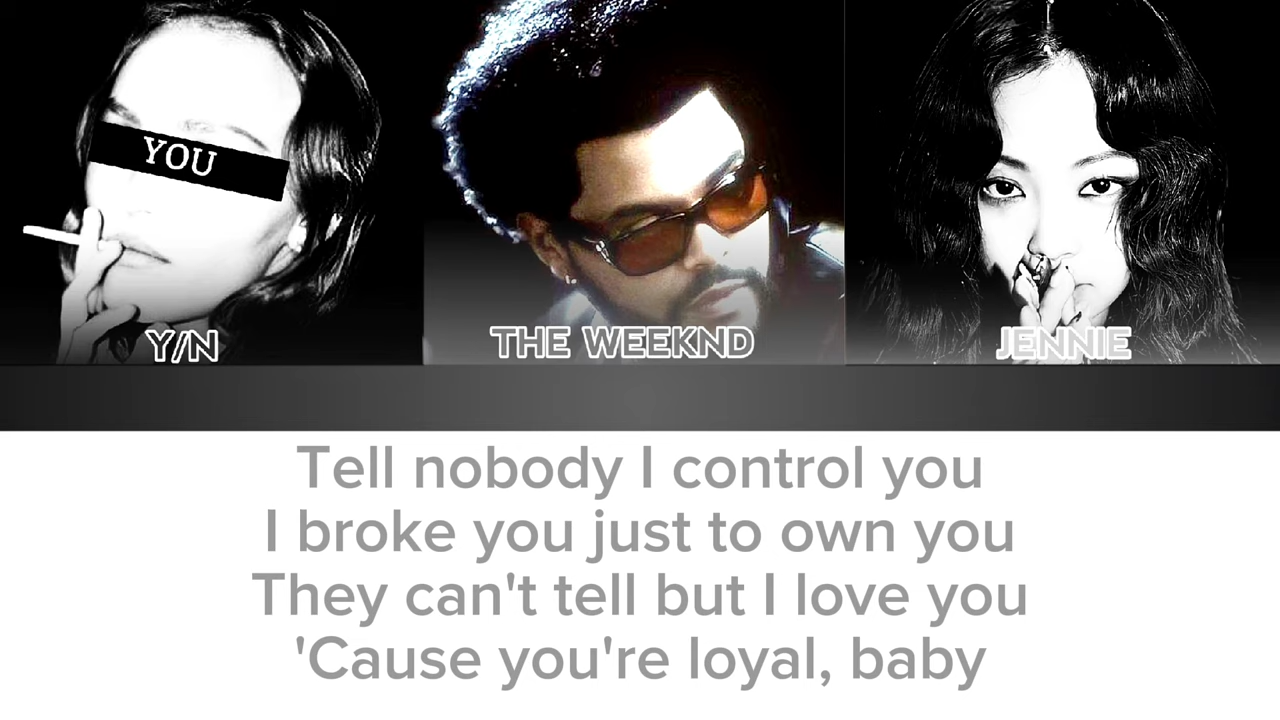 YOU
Y/N
THE WEEKND
JENNIE
Tell nobody I control you
I broke you just to own you
They can't tell but I love you
'Cause you're loyal, baby